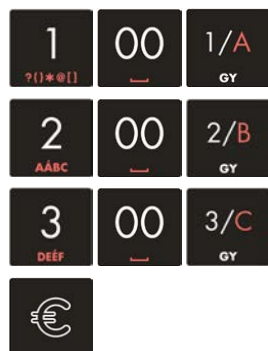 1 00 1/A
?()*@[] GY
2 00 2/B
AÁBC GY
3 00 3/C
DEÉF GY
€